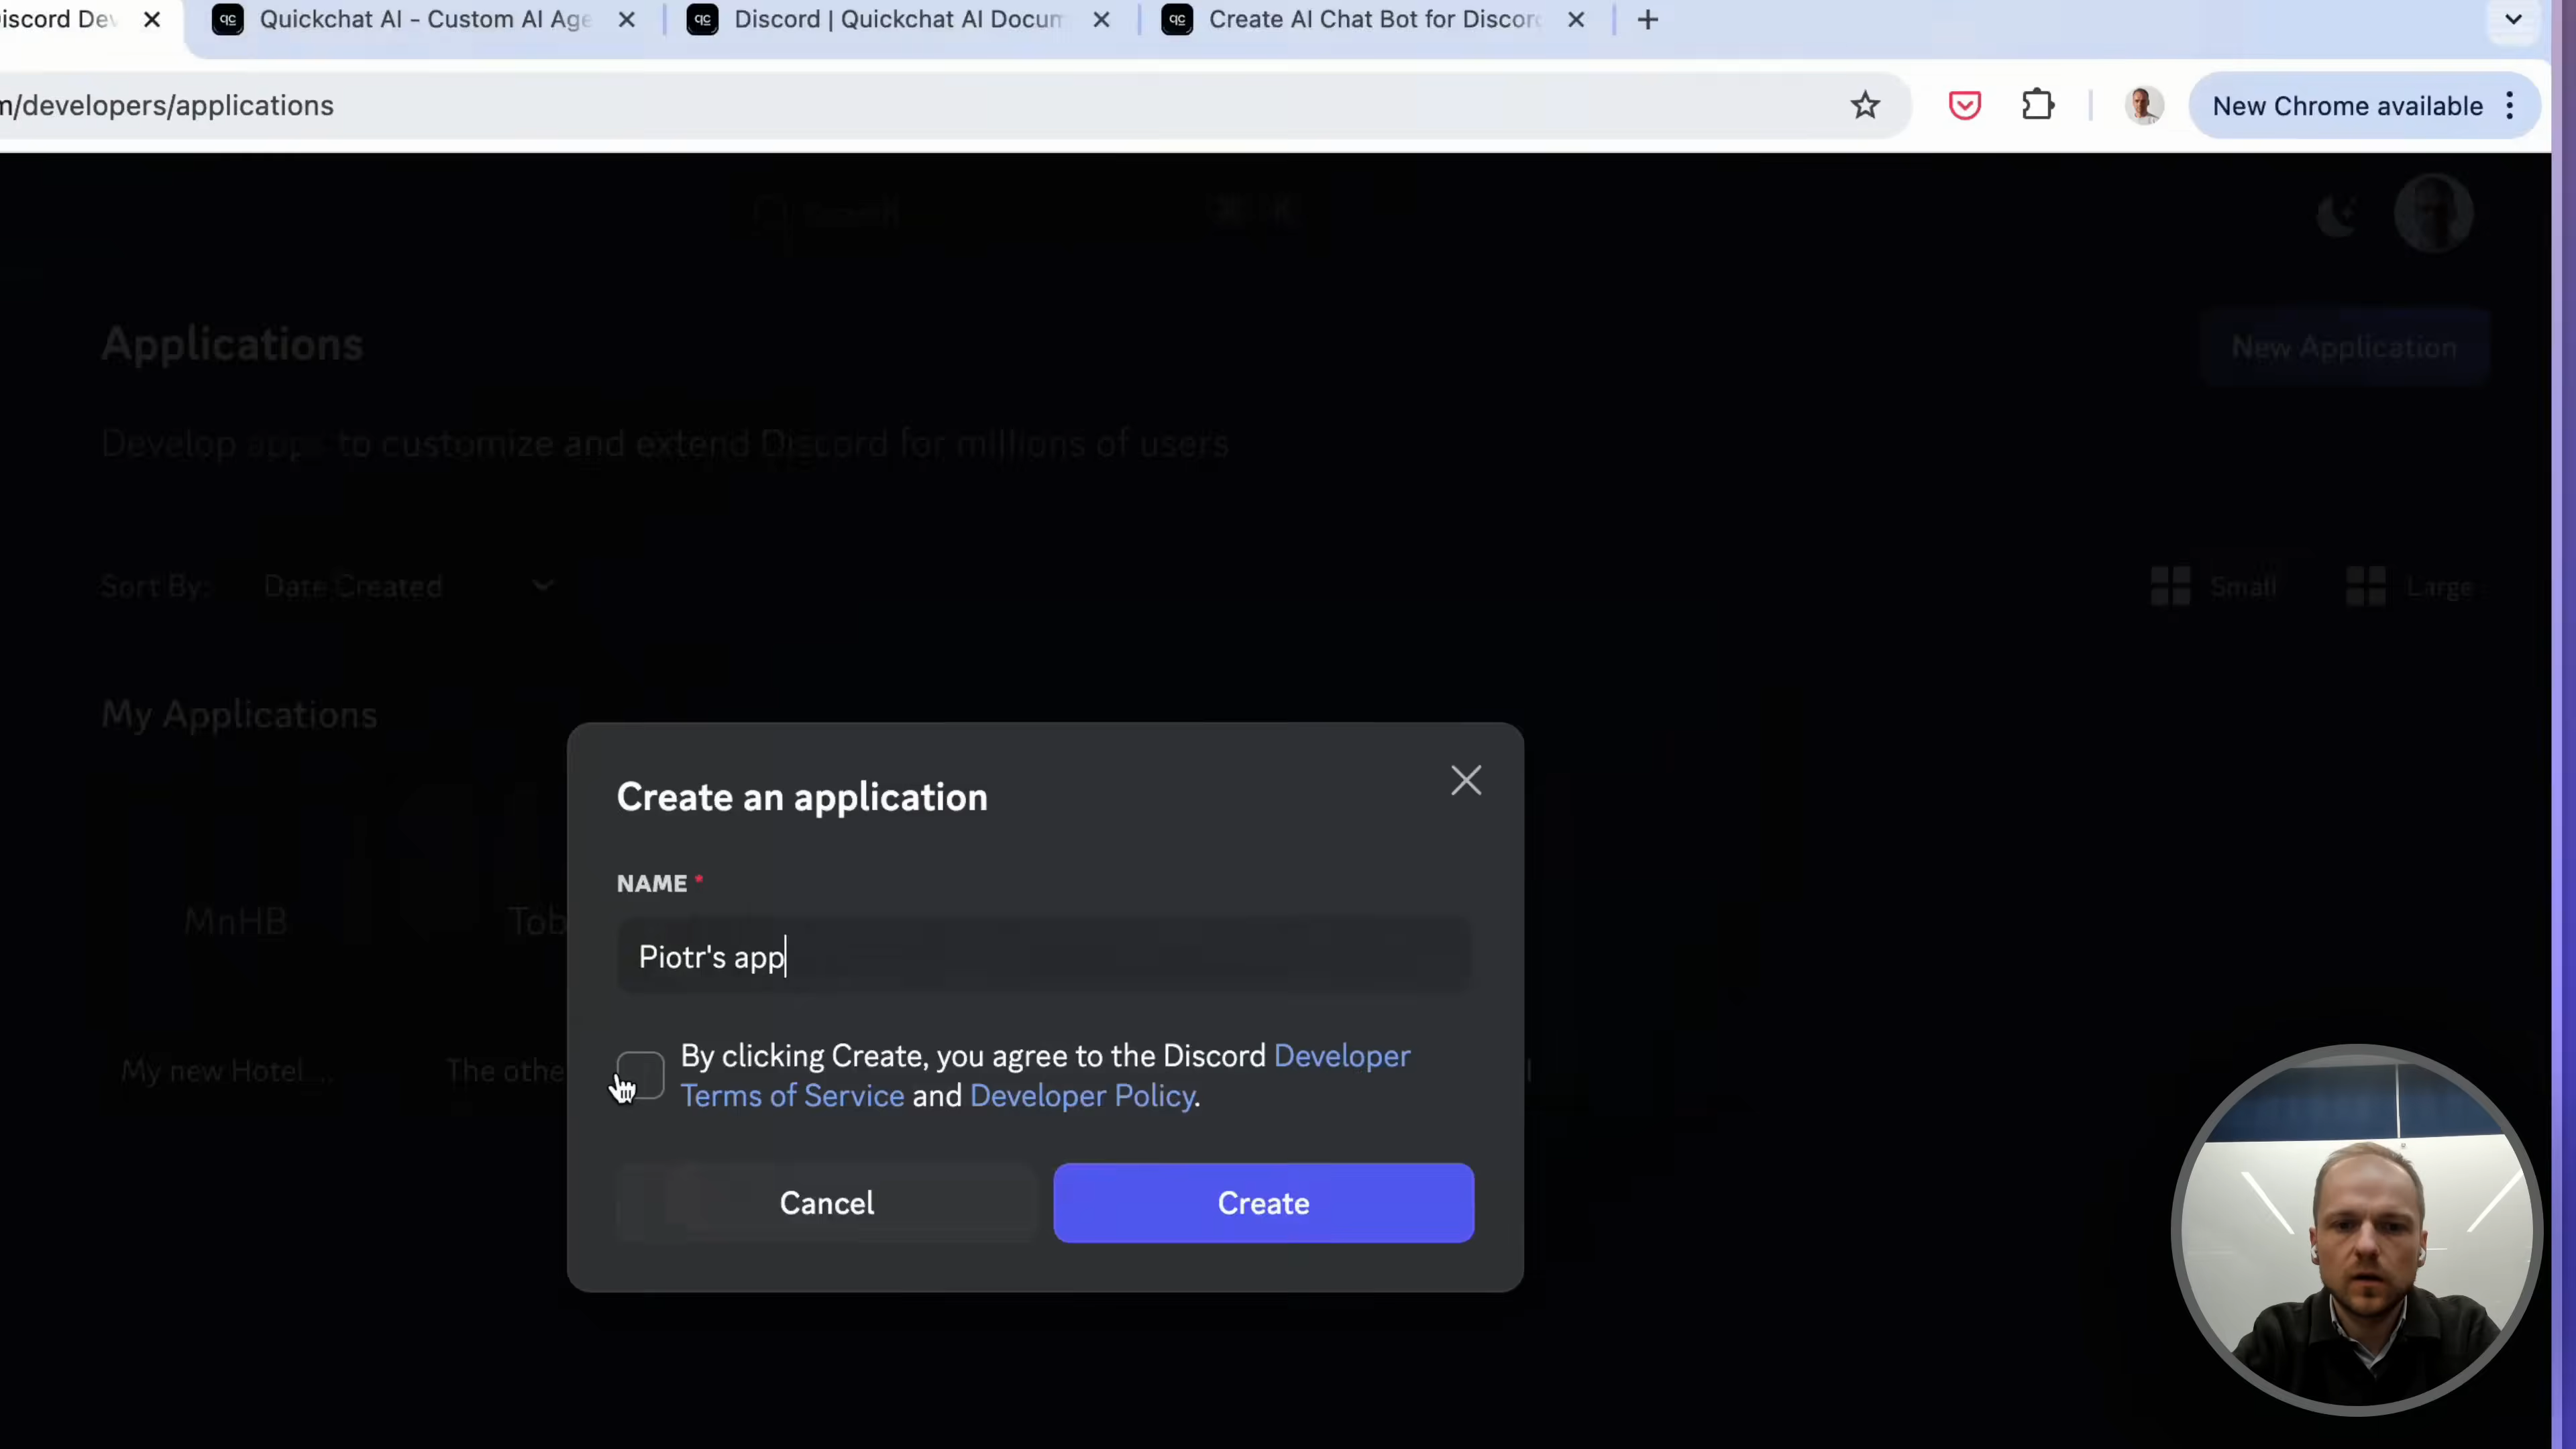 iscord Dev
Quickchat AI - Custom AI Age
Discord | Quickchat AI Docum
Create AI Chat Bot for Discord
m/developers/applications
New Chrome available
Applications
New Application
Develop apps to customize and extend Discord for millions of users
Sort By:
Date Created
Small
Large
My Applications
Create an application
NAME *
MnHB
Tob
Piotr's app
My new Hotel ...
The othe
By clicking Create, you agree to the Discord Developer
Terms of Service and Developer Policy.
Cancel
Create